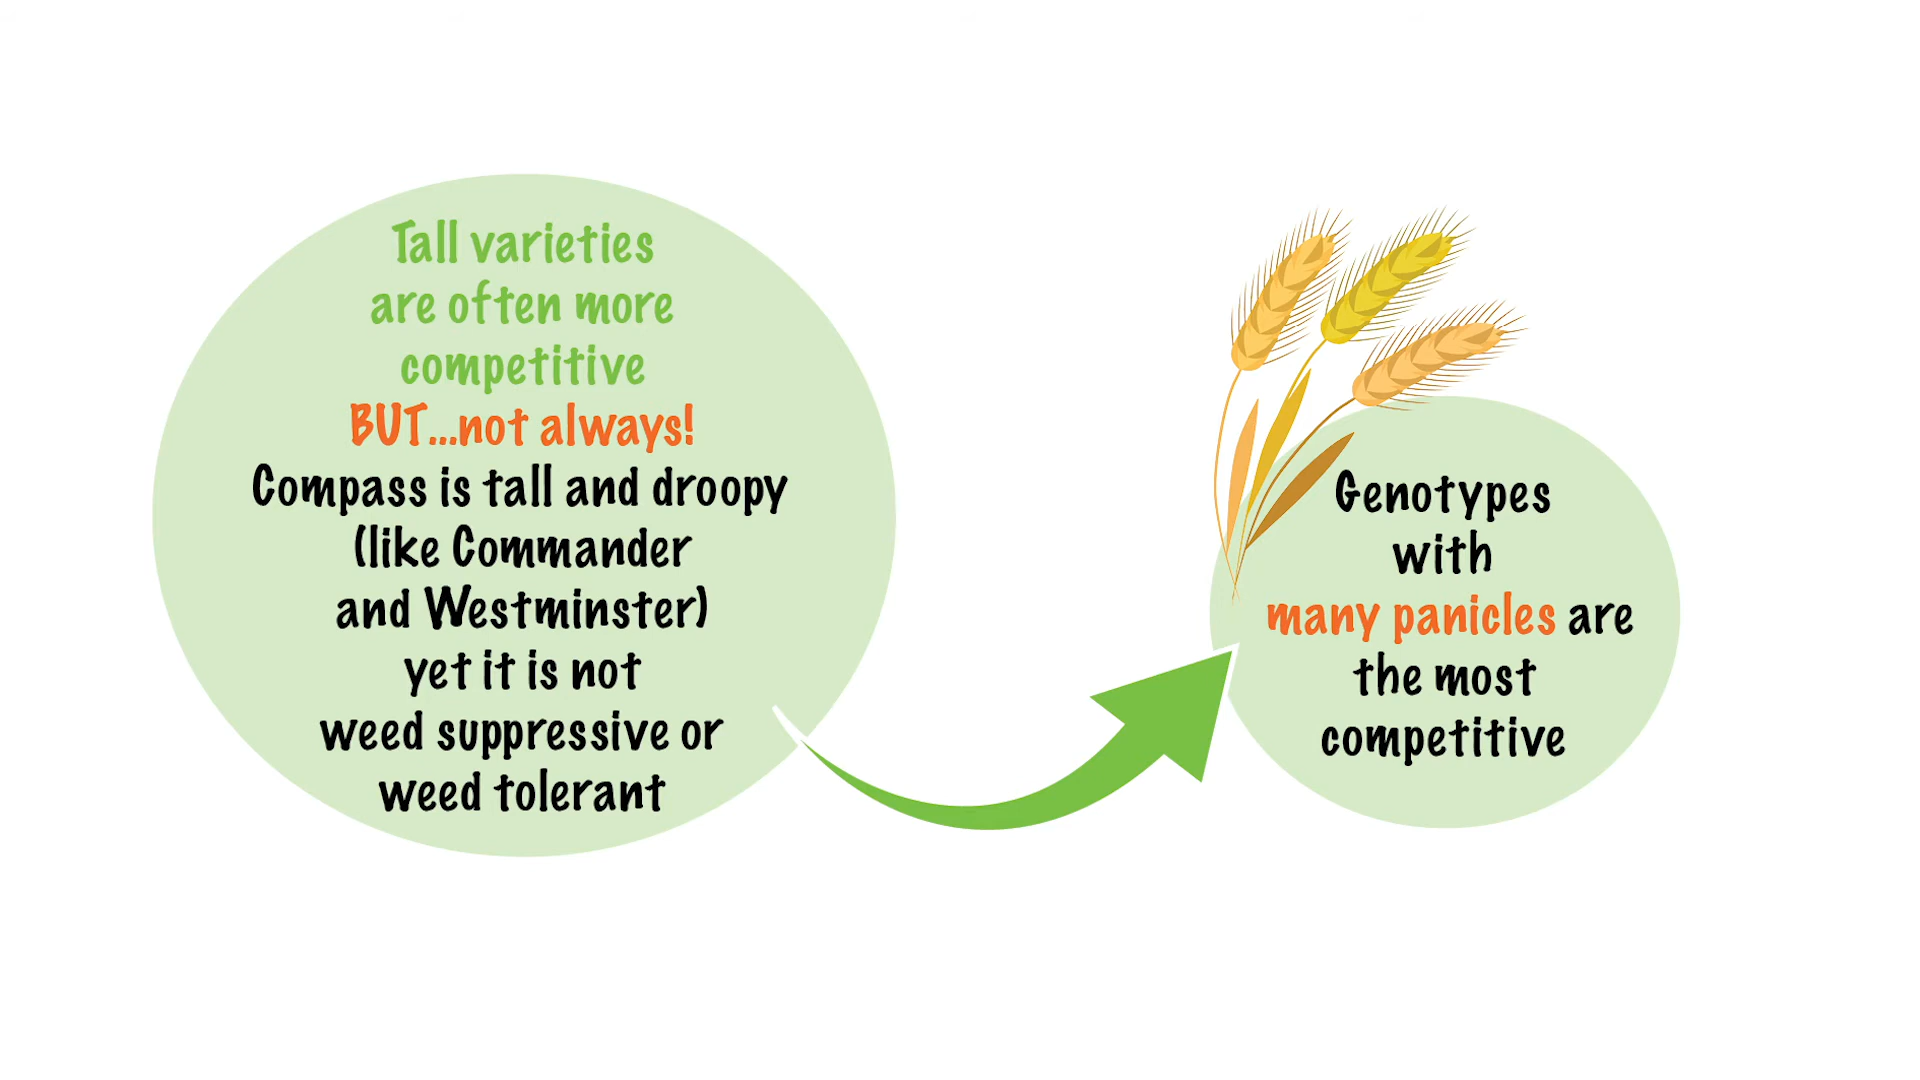 Tall varieties
are often more
competitive
BUT...not always!
Compass is tall and droopy
(like Commander
and Westminster)
yet it is not
weed suppressive or
weed tolerant
Genotypes
with
many panicles are
the most
competitive